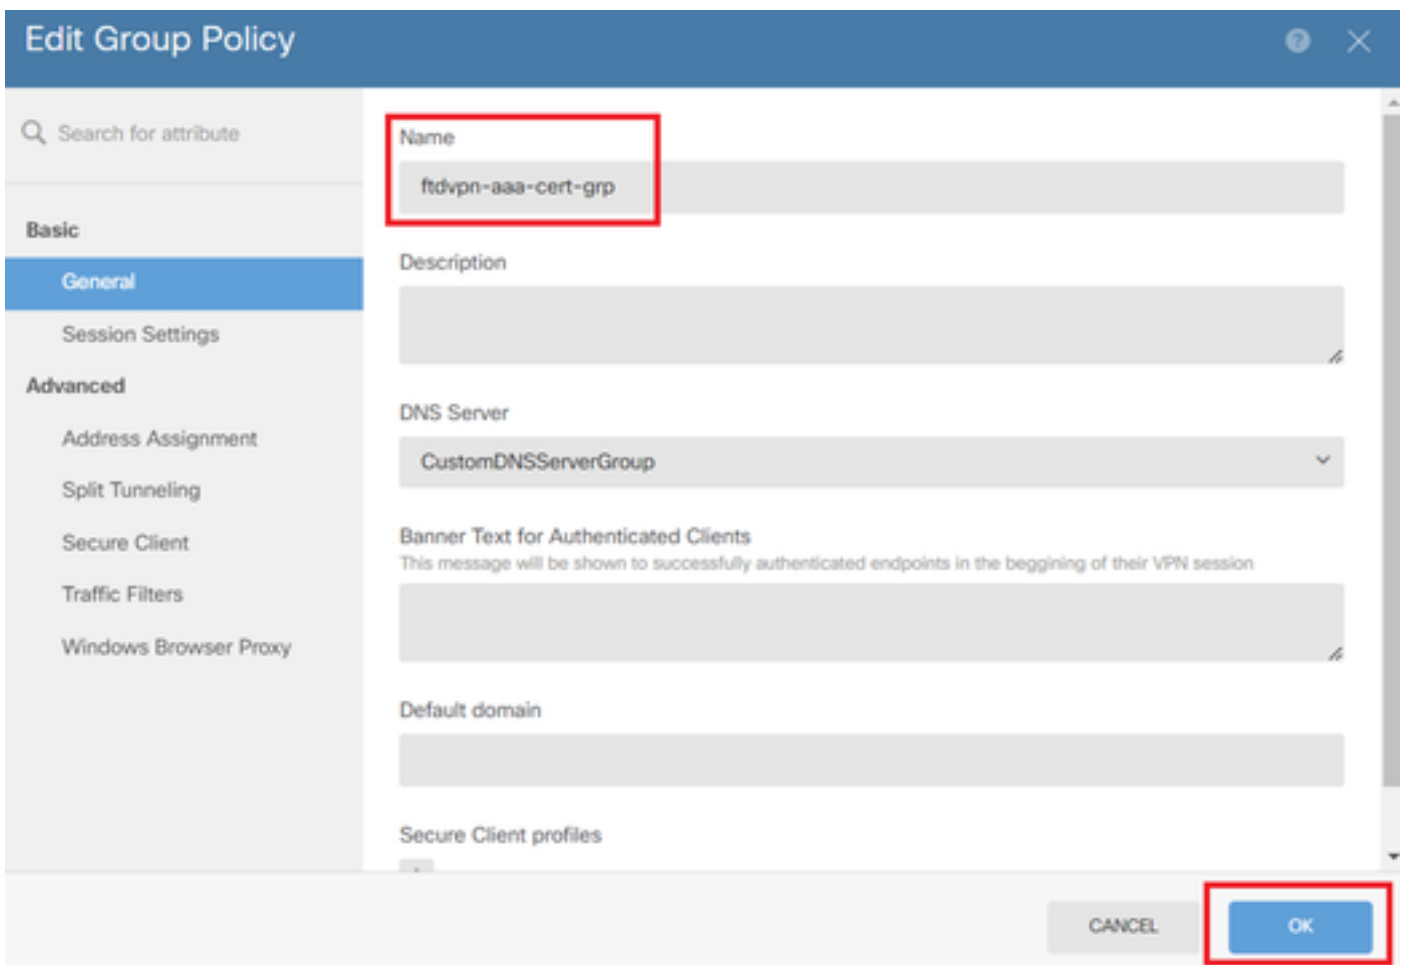 Edit Group Policy
Search for attribute
Basic
General
Session Settings
Advanced
Address Assignment
Split Tunneling
Secure Client
Traffic Filters
Windows Browser Proxy
Name
ftdvpn-aaa-cert-grp
Description
DNS Server
CustomDNSServerGroup
Banner Text for Authenticated Clients
This message will be shown to successfully authenticated endpoints in the beggining of their VPN session
Default domain
Secure Client profiles
CANCEL
OK